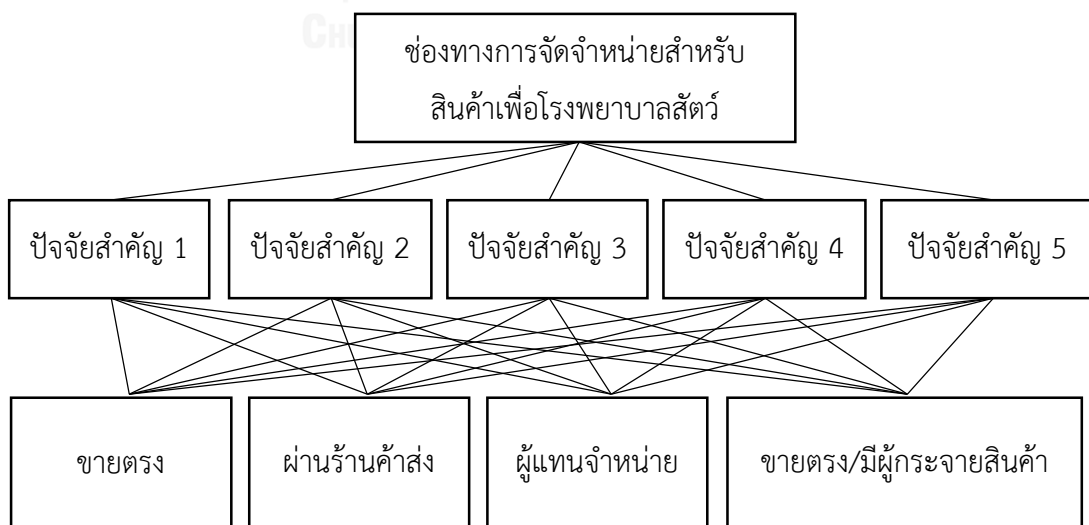 ช่องทางการจัดจำหน่ายสำหรับ
สินค้าเพื่อโรงพยาบาลสัตว์
ปัจจัยสำคัญ 1
ปัจจัยสำคัญ 2
ปัจจัยสำคัญ 3
ปัจจัยสำคัญ 4
ปัจจัยสำคัญ 5
ขายตรง
ผ่านร้านค้าส่ง
ผู้แทนจำหน่าย
ขายตรง/มีผู้กระจายสินค้า